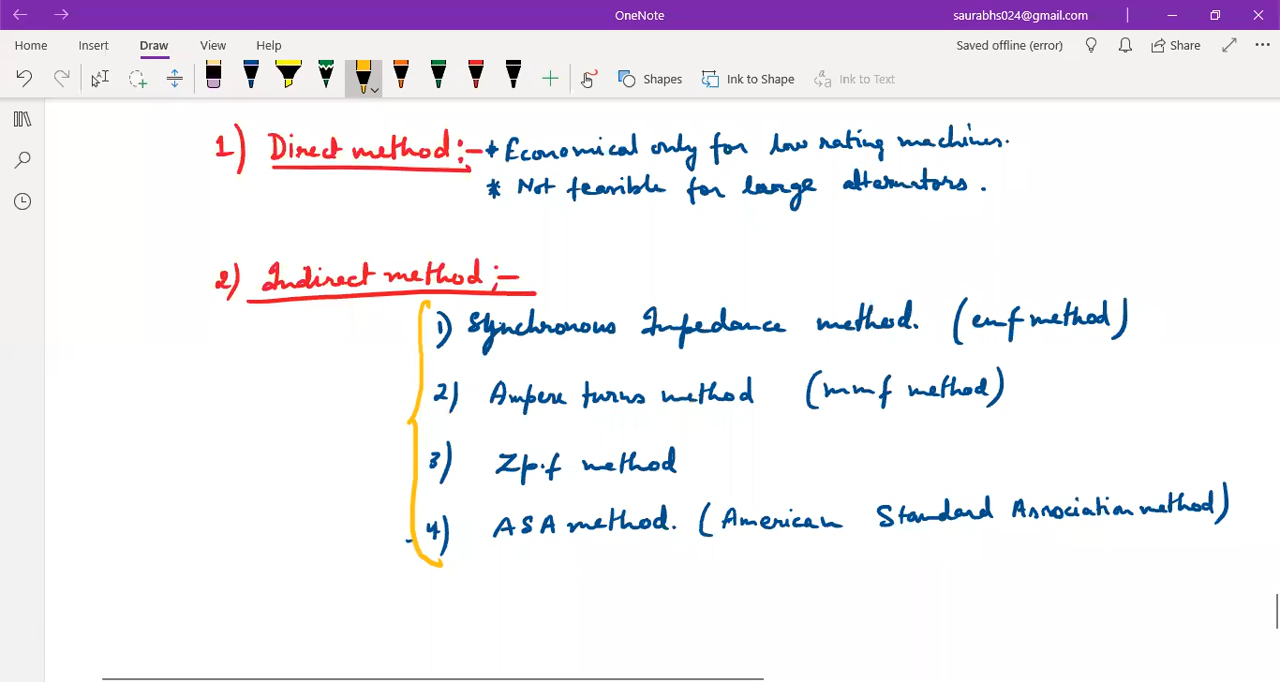 OneNote
saurabhs024@gmail.com
Home Insert Draw View Help
Saved offline (error)
Share
Shapes
Ink to Shape
Ink to Text
1) Direct method :- * Economical only for low rating machines.
* Not feasible for large alternators.
2) Indirect method ;-
1) Synchronous Impedance method. (emf method)
2) Ampere turns method (mmf method)
3) Zp.f method
4) ASA method. (American Standard Association method)